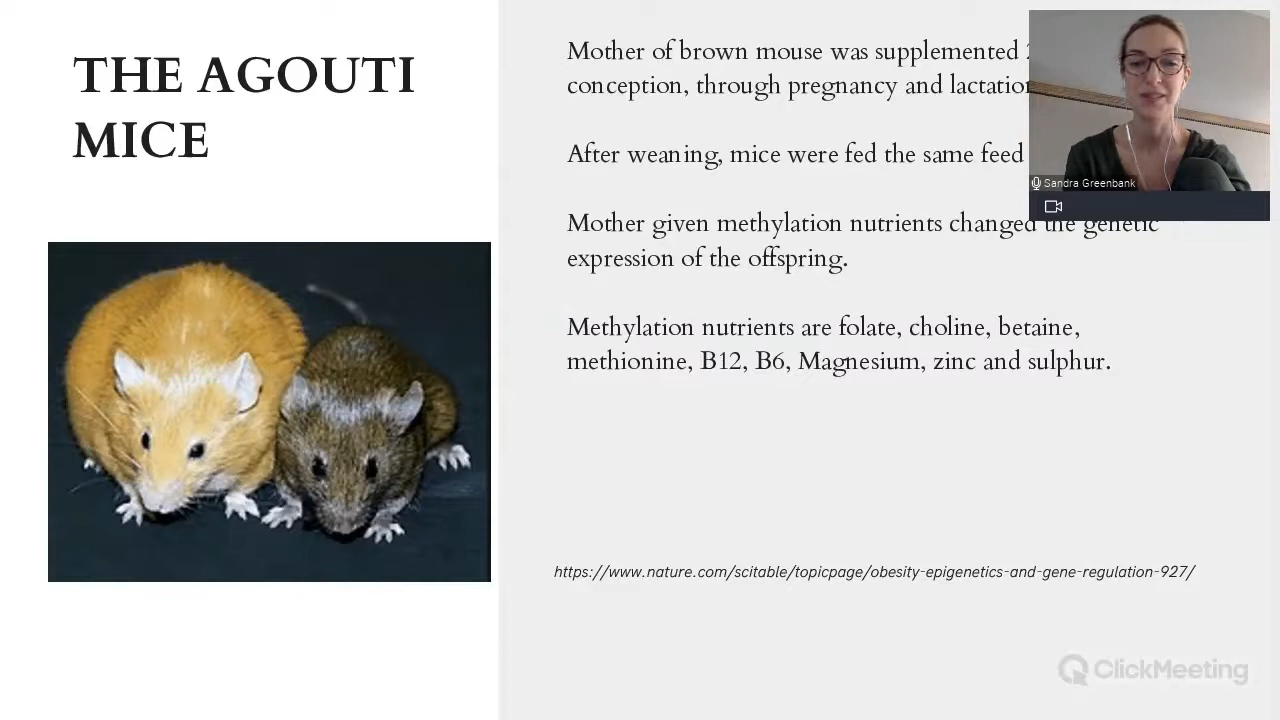 THE AGOUTI
MICE
Mother of brown mouse was supplemented
conception, through pregnancy and lactation
After weaning, mice were fed the same feed
Sandra Greenbank
Mother given methylation nutrients changed the genetic
expression of the offspring.
Methylation nutrients are folate, choline, betaine,
methionine, B12, B6, Magnesium, zinc and sulphur.
https://www.nature.com/scitable/topicpage/obesity-epigenetics-and-gene-regulation-927/
ClickMeeting